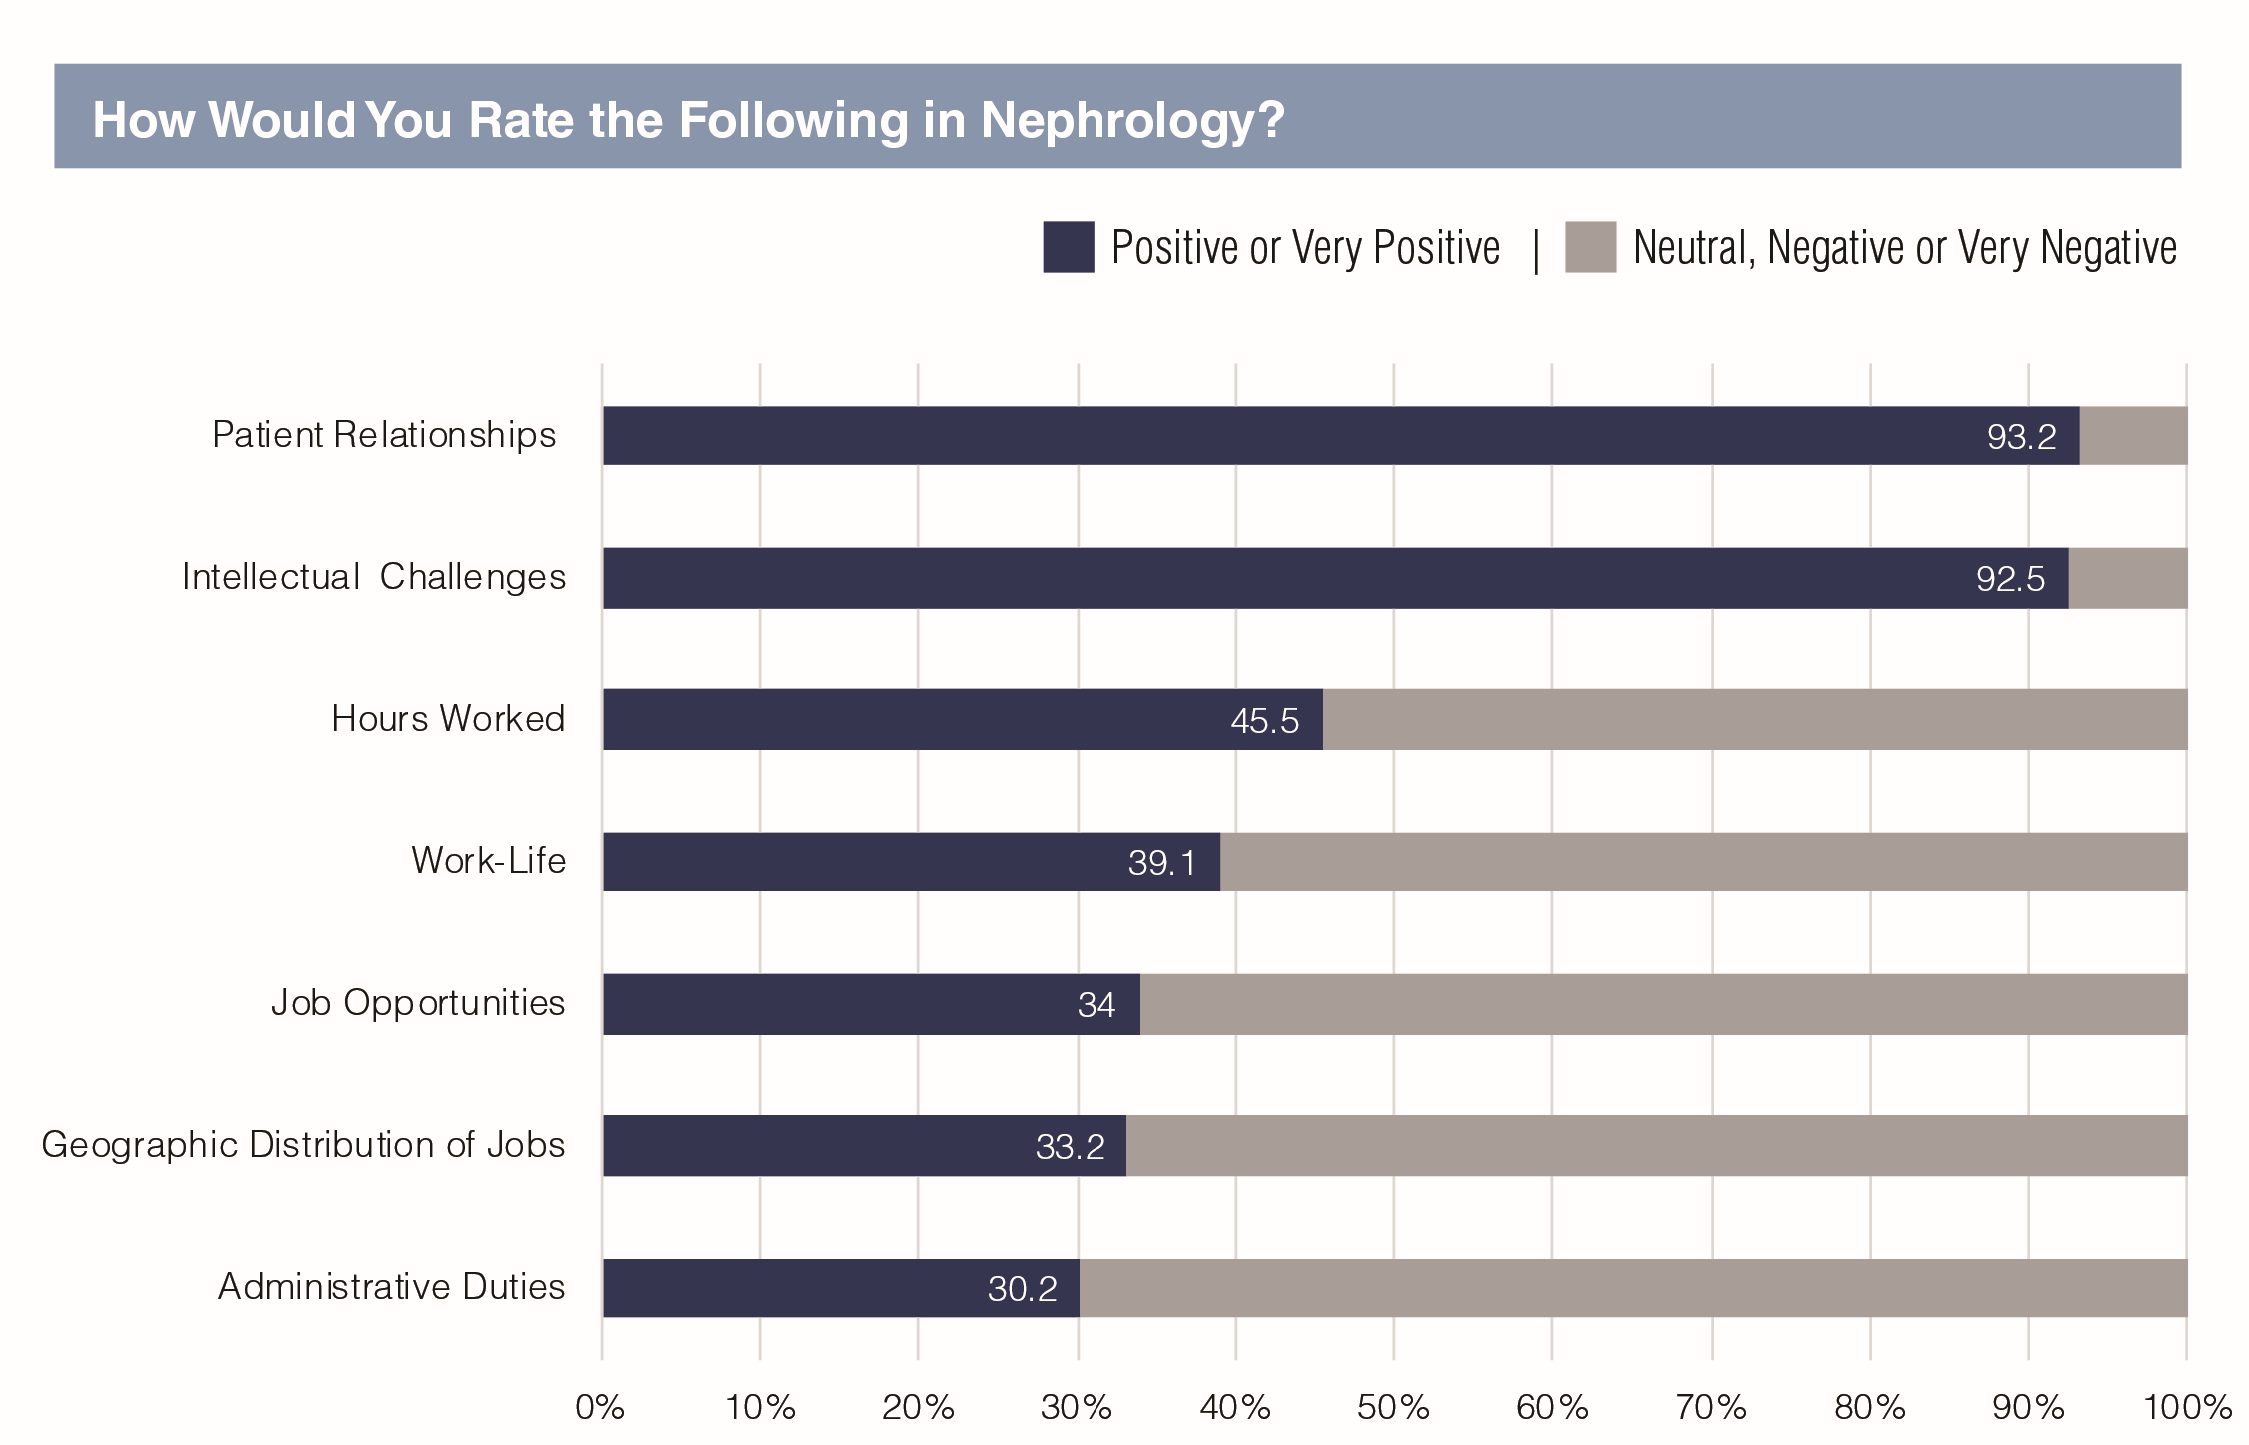 How Would You Rate the Following in Nephrology?
Positive or Very Positive | Neutral, Negative or Very Negative
Patient Relationships 93.2
Intellectual Challenges 92.5
Hours Worked 45.5
Work-Life 39.1
Job Opportunities 34
Geographic Distribution of Jobs 33.2
Administrative Duties 30.2
0% 10% 20% 30% 40% 50% 60% 70% 80% 90% 100%